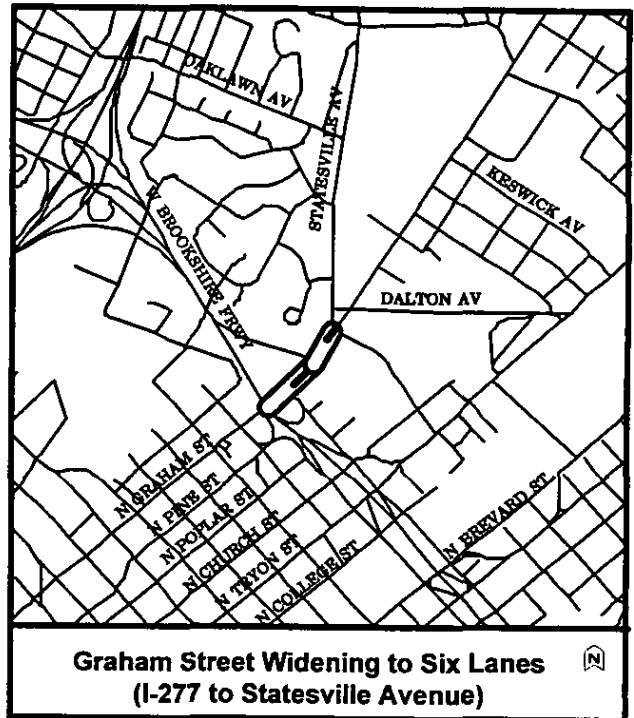 OAKLAWN AV
STATESVILLE AV
KESWICK AV
W BROOKSHIRE FRWY
DALTON AV
N GRAHAM ST
N PINE ST
N POPLAR ST
N CHURCH ST
N TRYON ST
N COLLEGE ST
N BREVARD ST
Graham Street Widening to Six Lanes
N
(I-277 to Statesville Avenue)